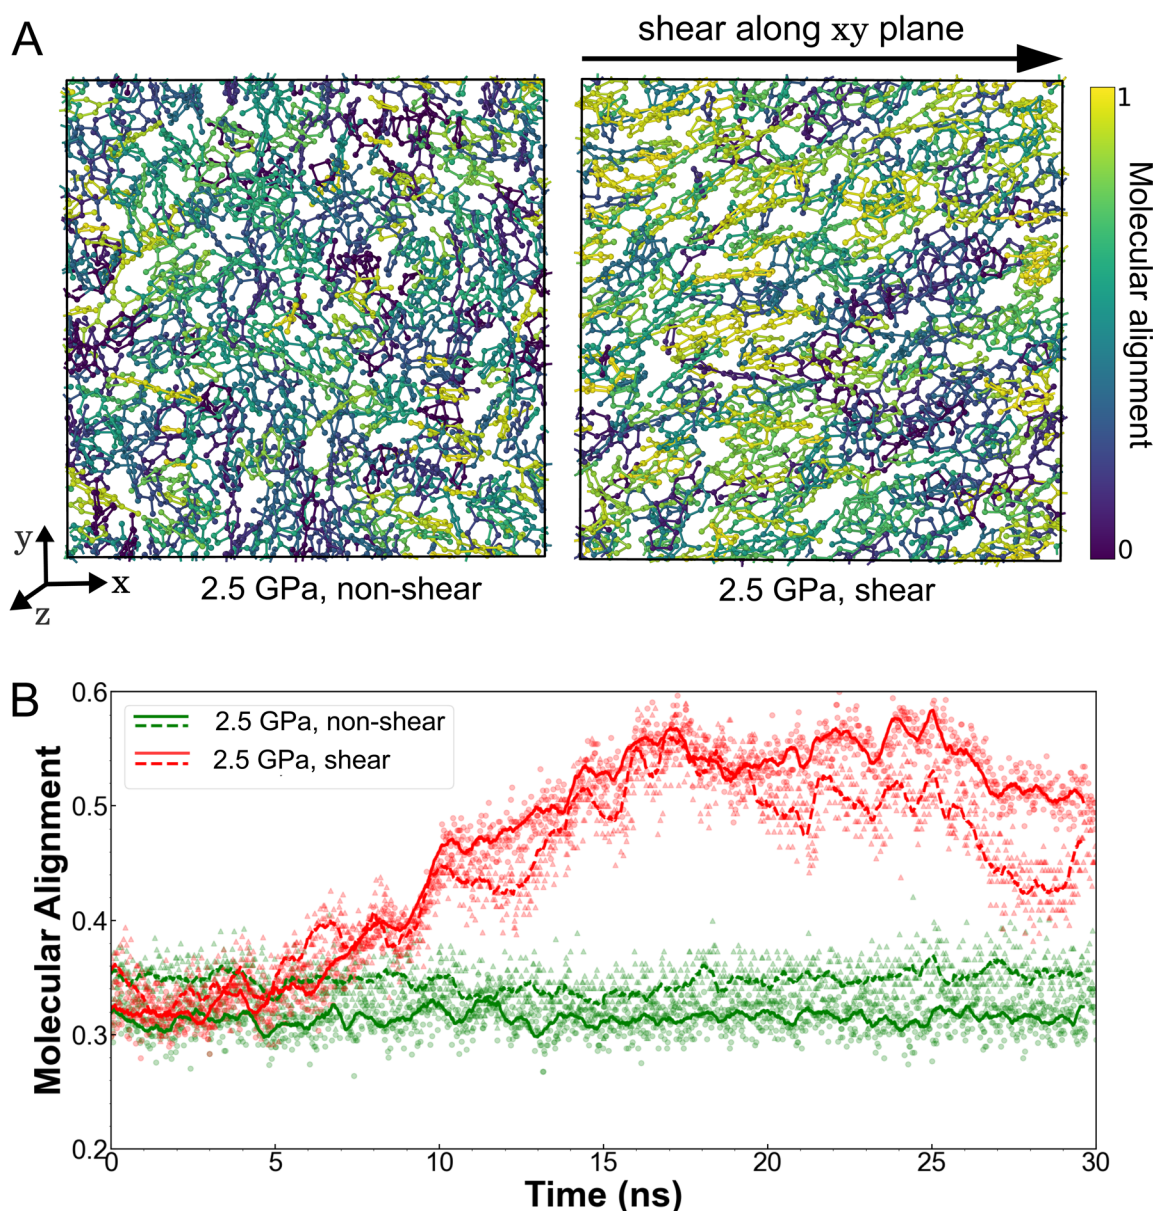 A
shear along xy plane
1
Molecular alignment
0
y
x
z
2.5 GPa, non-shear
2.5 GPa, shear
B
0.6
0.5
0.4
0.3
0.2
Molecular Alignment
2.5 GPa, non-shear
2.5 GPa, shear
0 5 10 15 20 25 30
Time (ns)